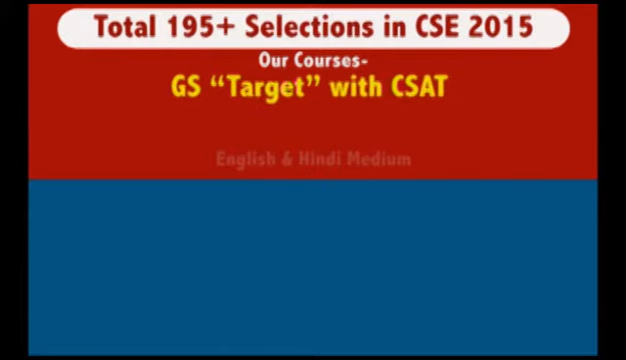 Total 195+ Selections in CSE 2015
Our Courses-
GS “Target” with CSAT
English & Hindi Medium